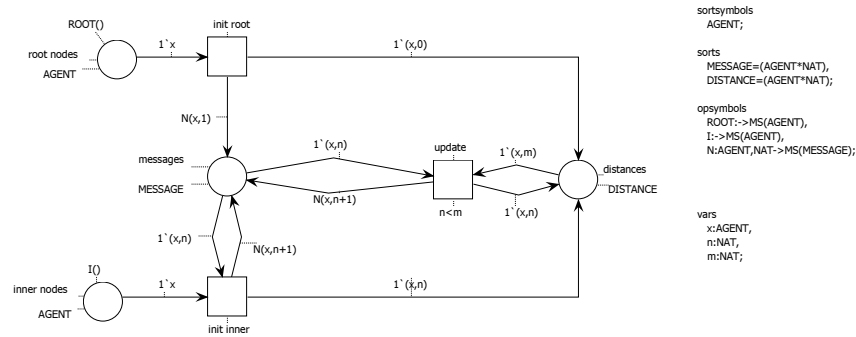 ROOT()
root nodes
AGENT
1`x
init root
1`(x,0)
N(x,1)
messages
MESSAGE
1`(x,n)
N(x,n+1)
update
n<m
1`(x,m)
1`(x,n)
distances
DISTANCE
1`(x,n)
N(x,n+1)
I()
inner nodes
AGENT
1`x
init inner
1`(x,n)
sortsymbols
AGENT;
sorts
MESSAGE=(AGENT*NAT),
DISTANCE=(AGENT*NAT);
opsymbols
ROOT:->MS(AGENT),
I:->MS(AGENT),
N:AGENT,NAT->MS(MESSAGE);
vars
x:AGENT,
n:NAT,
m:NAT;